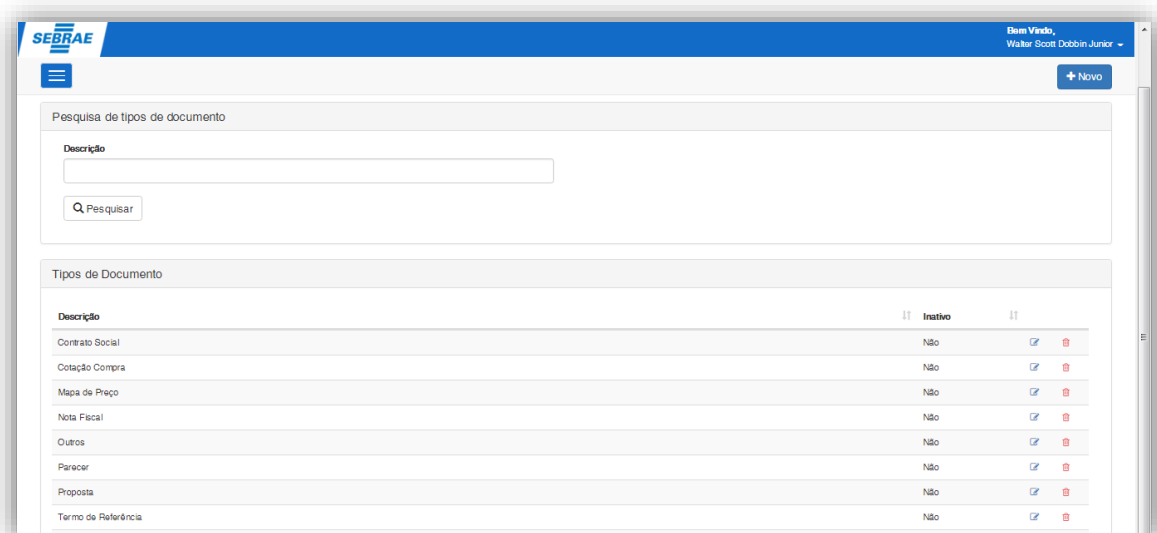 SEBRAE
Bem Vindo,
Walter Scott Dobbin Junior
Novo
Pesquisa de tipos de documento
Descrição
Pesquisar
Tipos de Documento
Descrição Inativo
Contrato Social Não
Cotação Compra Não
Mapa de Preço Não
Nota Fiscal Não
Outros Não
Parecer Não
Proposta Não
Termo de Referência Não